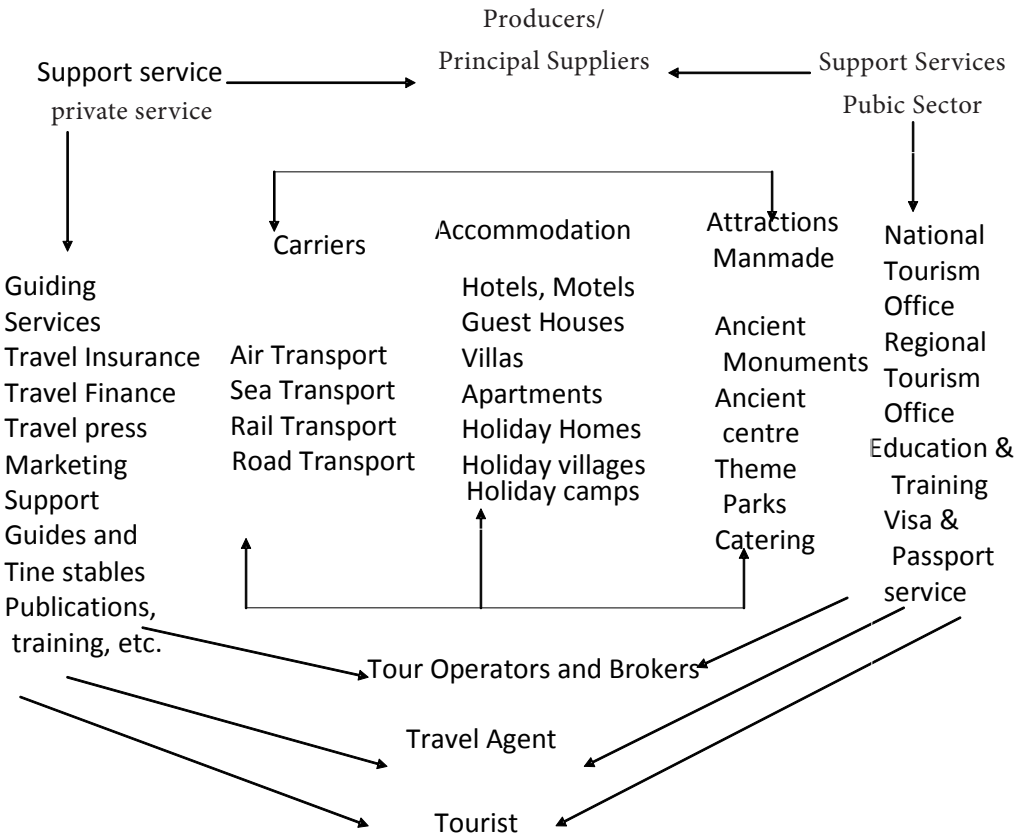 Producers/
Principal Suppliers
Support service
private service
Support Services
Pubic Sector
Guiding
Services
Travel Insurance
Travel Finance
Travel press
Marketing
Support
Guides and
Tine stables
Publications,
training, etc.
Carriers
Air Transport
Sea Transport
Rail Transport
Road Transport
Accommodation
Hotels, Motels
Guest Houses
Villas
Apartments
Holiday Homes
Holiday villages
Holiday camps
Attractions
Manmade
Ancient
Monuments
Ancient
centre
Theme
Parks
Catering
National
Tourism
Office
Regional
Tourism
Office
Education &
Training
Visa &
Passport
service
Tour Operators and Brokers
Travel Agent
Tourist